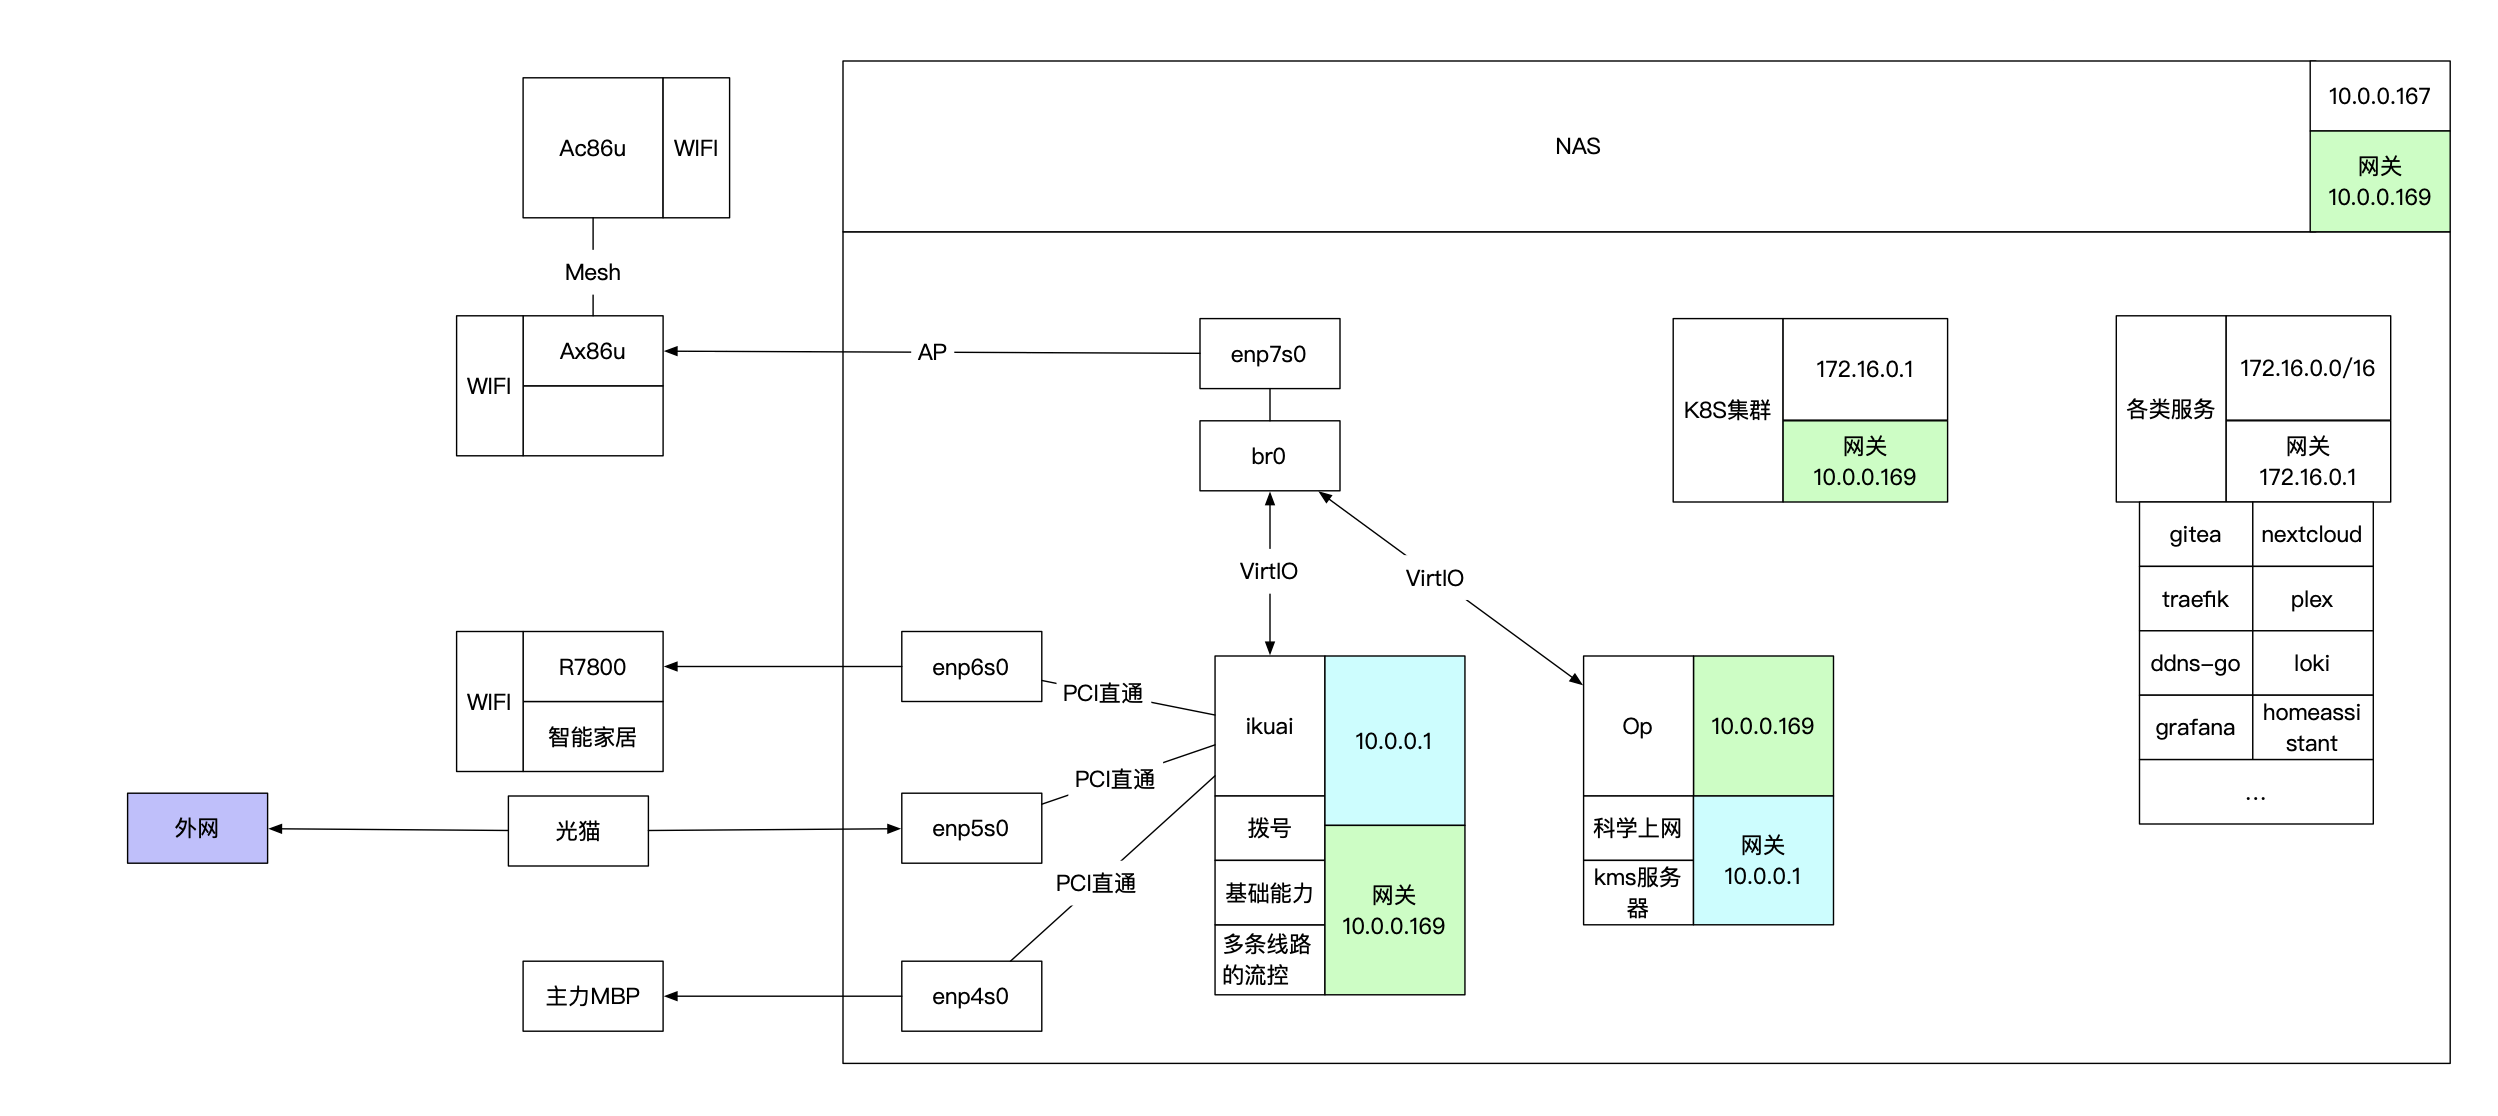 10.0.0.167
NAS
网关
10.0.0.169
Ac86u
WIFI
Mesh
WIFI
Ax86u
AP
enp7s0
br0
K8S集群
172.16.0.1
网关
10.0.0.169
各类服务
172.16.0.0/16
网关
172.16.0.1
gitea
nextcloud
traefik
plex
ddns-go
loki
grafana
homeassi
stant
...
VirtIO
VirtIO
WIFI
R7800
智能家居
enp6s0
PCI直通
ikuai
10.0.0.1
Op
10.0.0.169
外网
光猫
enp5s0
PCI直通
拨号
基础能力
多条线路
的流控
网关
10.0.0.169
科学上网
kms服务
器
网关
10.0.0.1
PCI直通
主力MBP
enp4s0